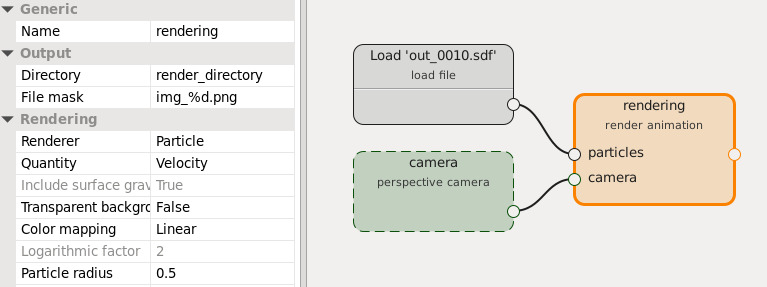 Generic
Name rendering
Output
Directory render_directory
File mask img_%d.png
Rendering
Renderer Particle
Quantity Velocity
Include surface grav True
Transparent backgro False
Color mapping Linear
Logarithmic factor 2
Particle radius 0.5
Load 'out_0010.sdf'
load file
camera
perspective camera
rendering
render animation
particles
camera